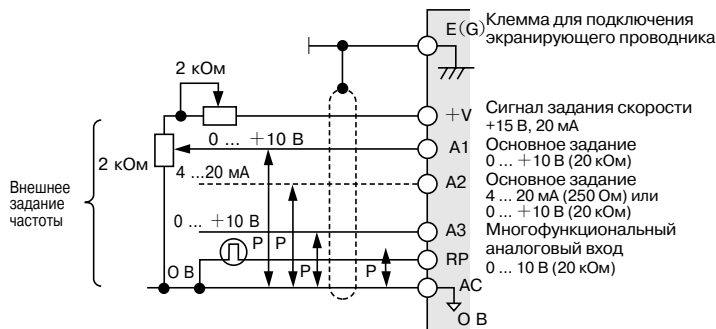 E(G)
Клемма для подключения
экранирующего проводника
2 кОм
+V
Сигнал задания скорости
+15 В, 20 мА
2 кОм
0 ... +10 В
A1
Основное задание
0 ... +10 В (20 кОм)
4 ...20 мА
A2
Основное задание
4 ... 20 мА (250 Ом) или
0 ... +10 В (20 кОм)
Внешнее
задание
частоты
0 ... +10 В
A3
Многофункциональный
аналоговый вход
0 ... 10 В (20 кОм)
P
P
P
P
RP
О В
AC
О В